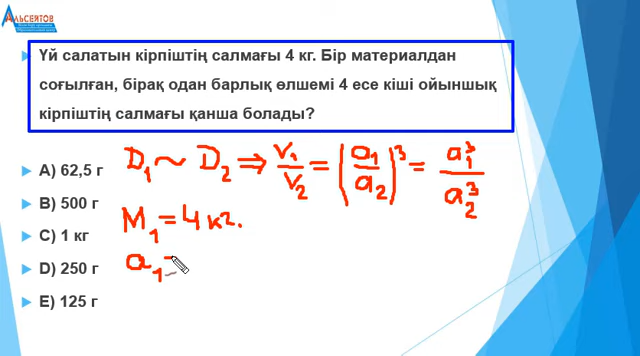 Альсеитов
Үй салатын кірпіштің салмағы 4 кг. Бір материалдан
соғылған, бірақ одан барлық өлшемі 4 есе кіші ойыншық
кірпіштің салмағы қанша болады?
D₁ ~ D₂ ⇒ V₁/V₂ = (a₁/a₂)³ = a₁³/a₂³
A) 62,5 г
B) 500 г
M₁ = 4 кг.
C) 1 кг
a₁ =
D) 250 г
E) 125 г